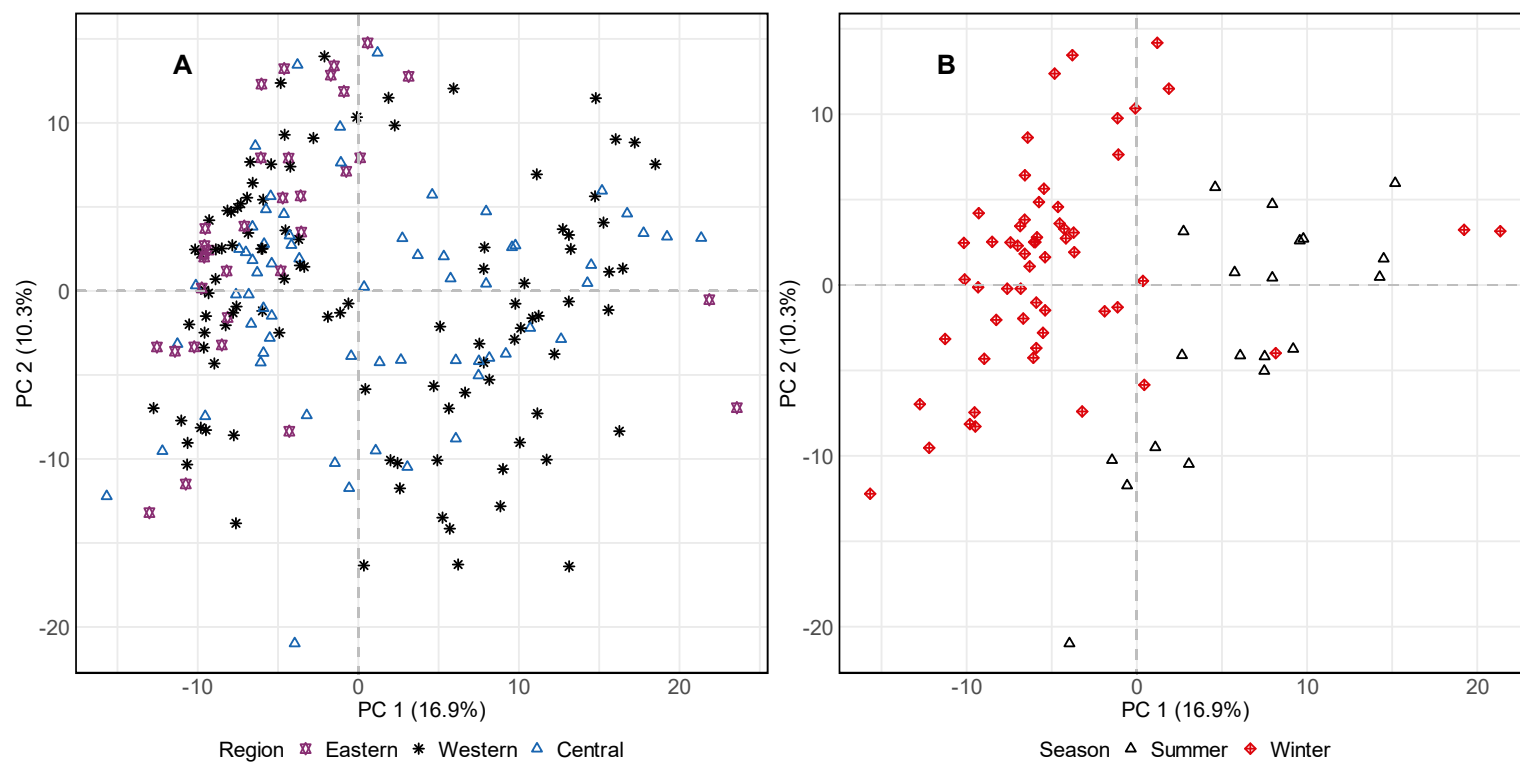 A
B
10
0
-10
-20
PC 2 (10.3%)
-10 0 10 20
PC 1 (16.9%)
Region Eastern Western Central
10
0
-10
-20
PC 2 (10.3%)
-10 0 10 20
PC 1 (16.9%)
Season Summer Winter